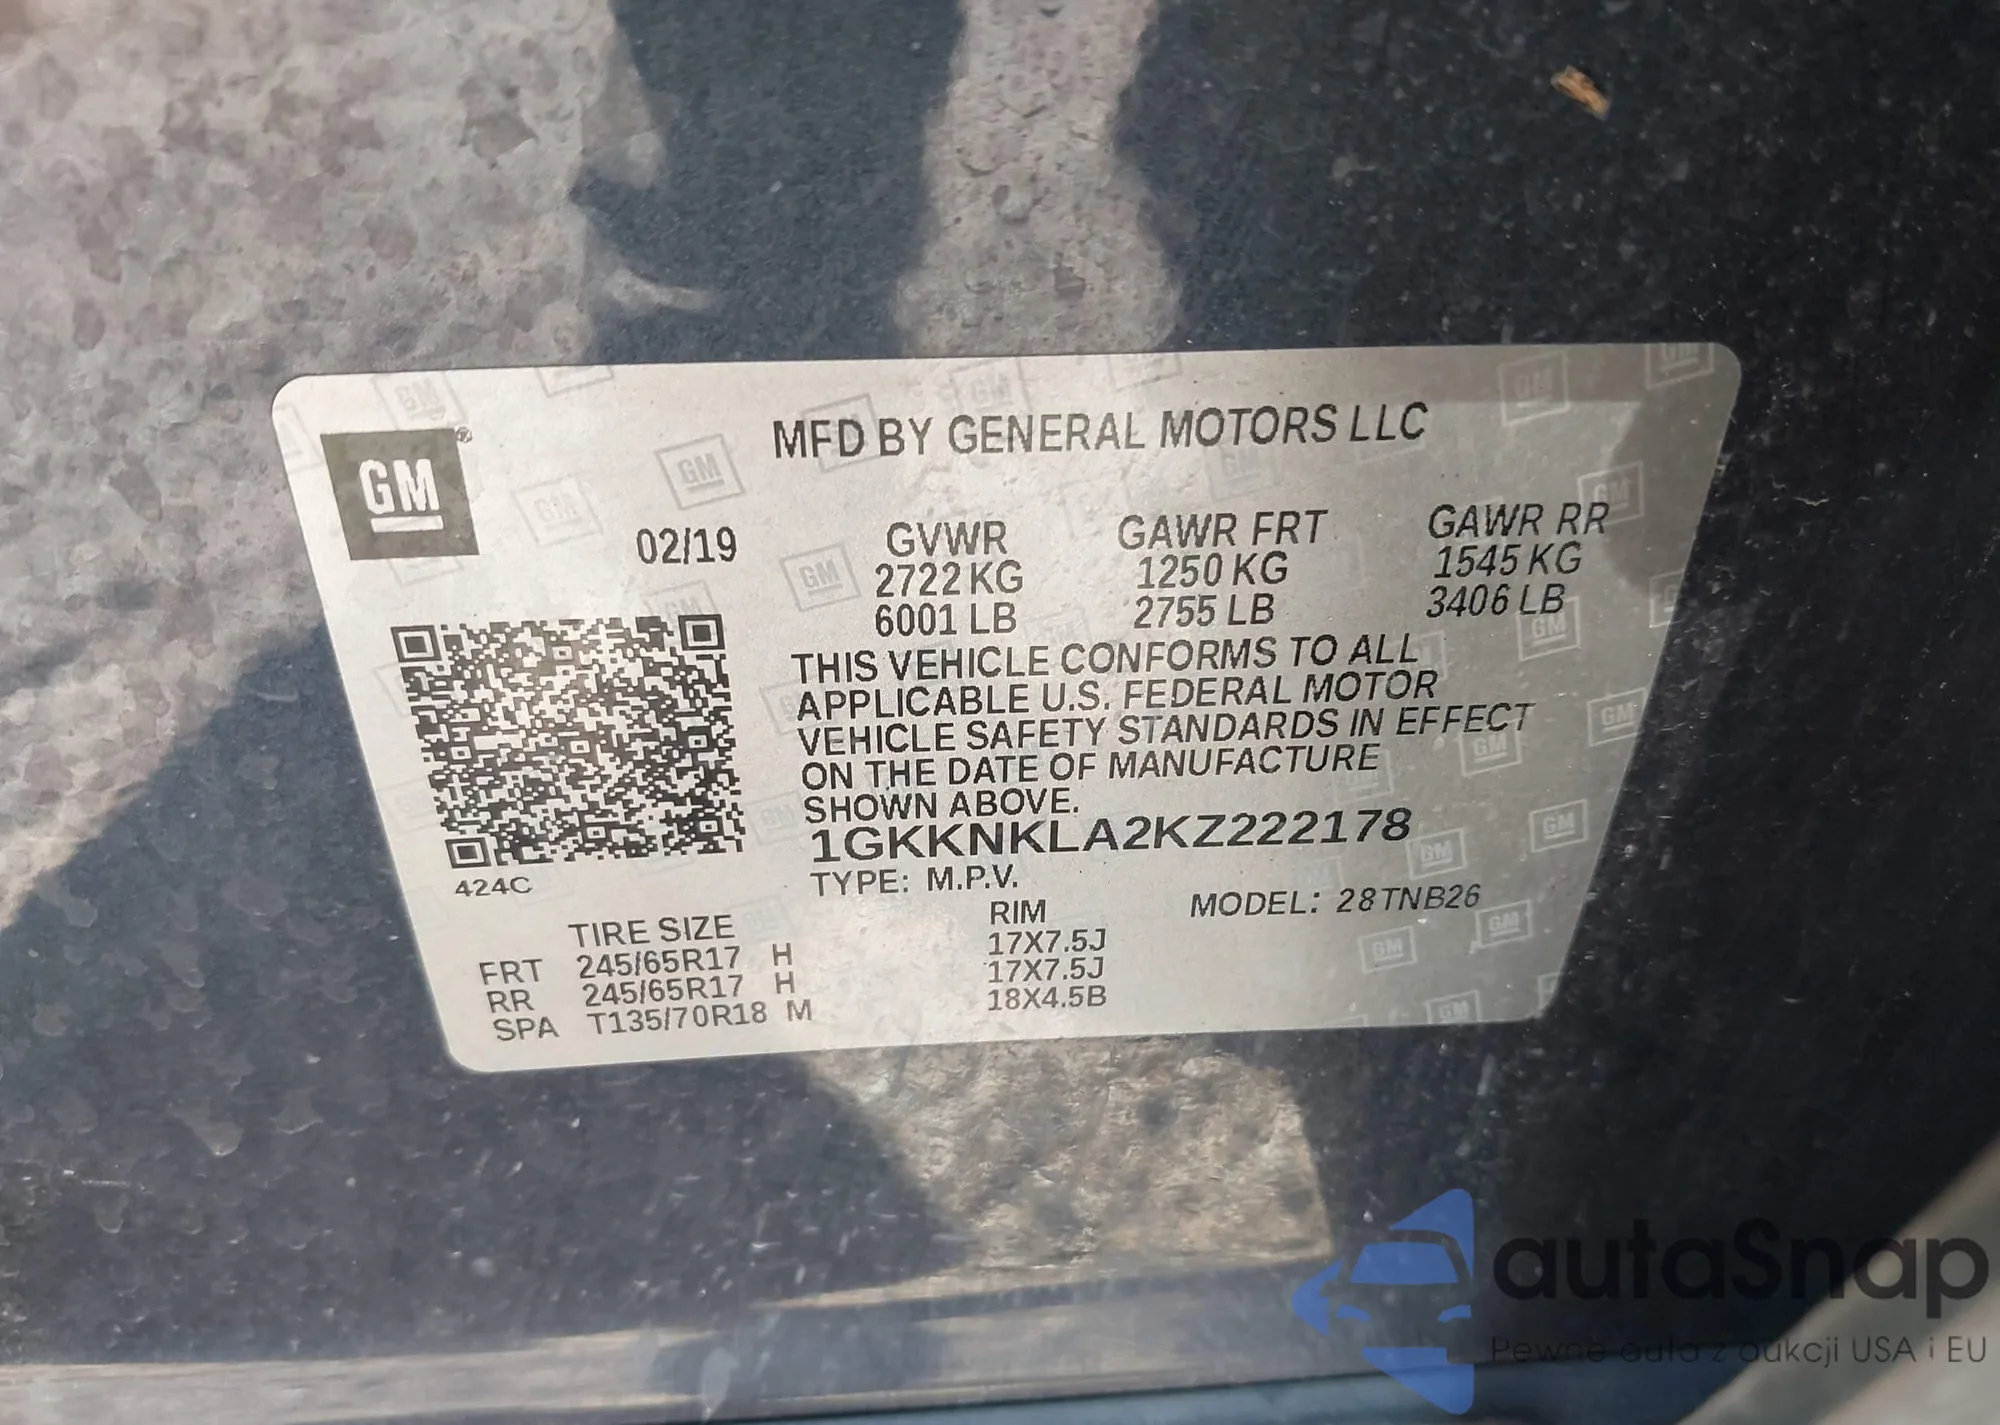 GM®
MFD BY GENERAL MOTORS LLC
02/19
GVWR GAWR FRT GAWR RR
2722 KG 1250 KG 1545 KG
6001 LB 2755 LB 3406 LB
THIS VEHICLE CONFORMS TO ALL
APPLICABLE U.S. FEDERAL MOTOR
VEHICLE SAFETY STANDARDS IN EFFECT
ON THE DATE OF MANUFACTURE
SHOWN ABOVE.
1GKKNKLA2KZ222178
424C
TYPE: M.P.V. MODEL: 28TNB26
TIRE SIZE RIM
FRT 245/65R17 H 17X7.5J
RR 245/65R17 H 17X7.5J
SPA T135/70R18 M 18X4.5B
autaSnap
Pewne auta z aukcji USA i EU